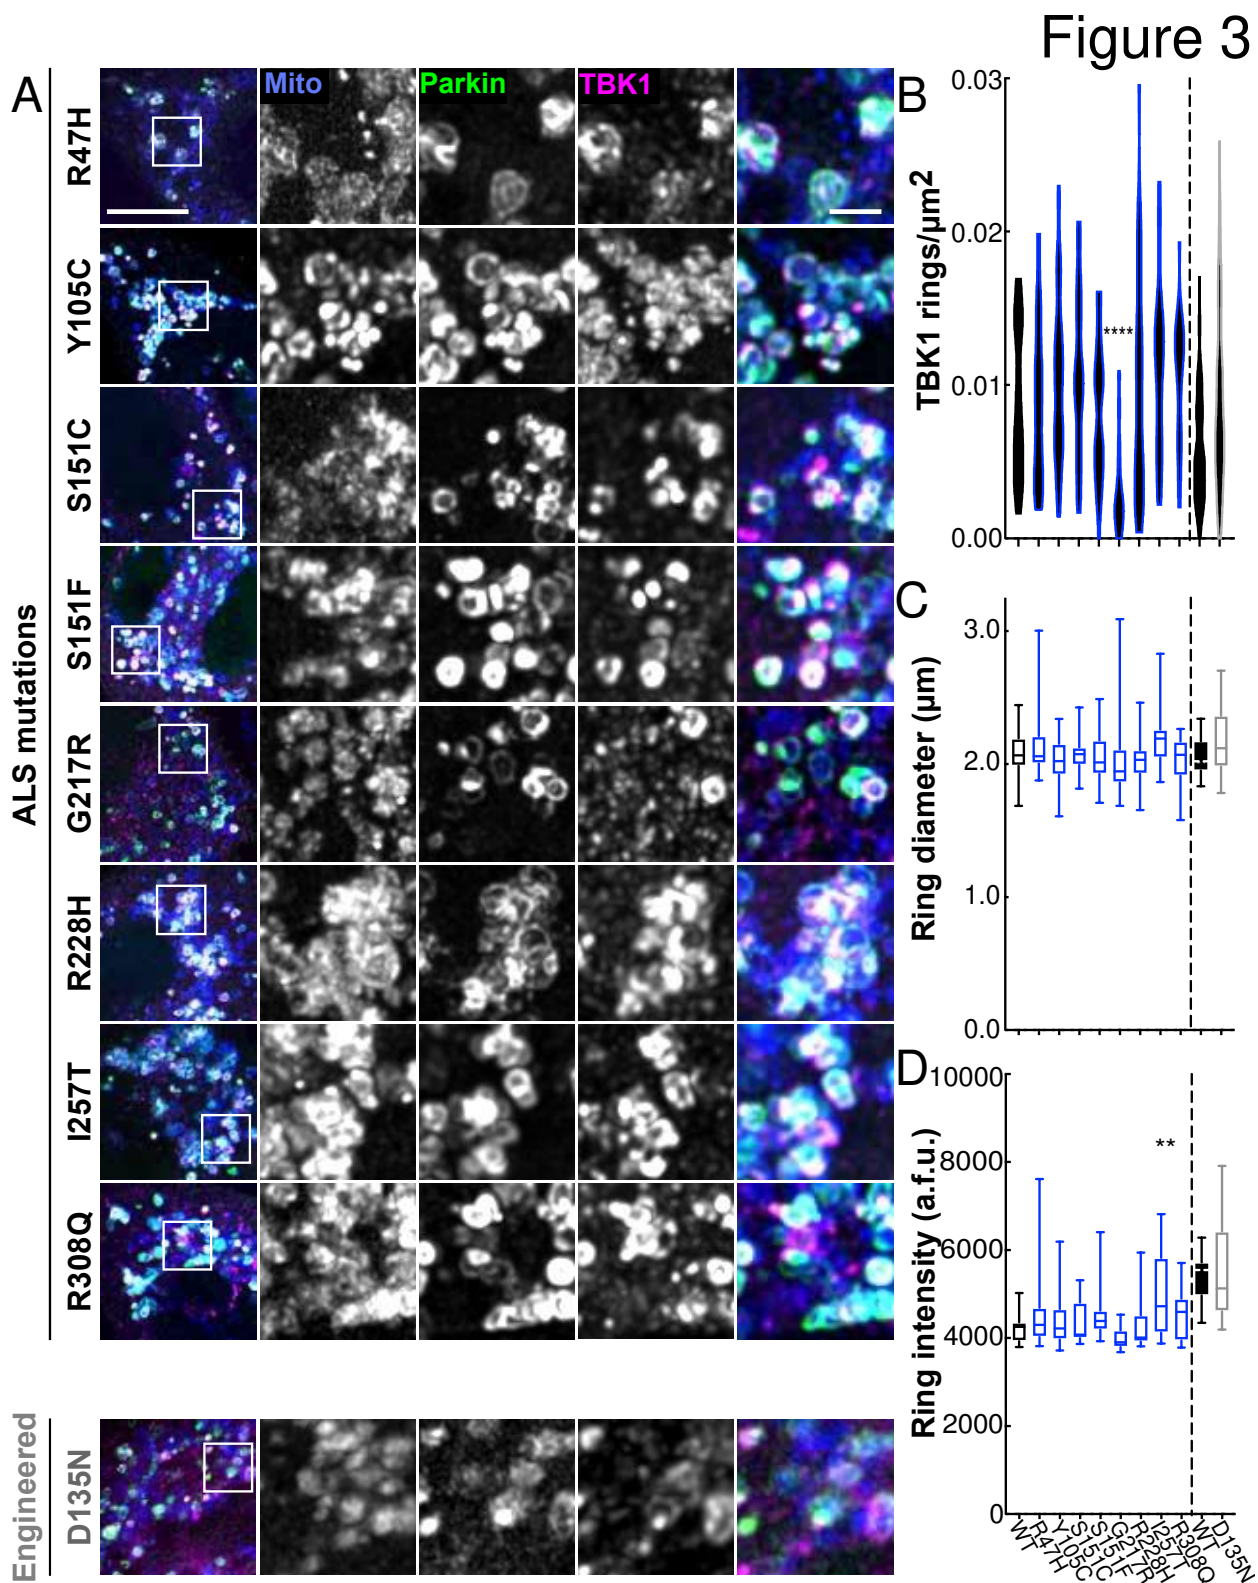 Figure 3
A
Mito
Parkin
TBK1
ALS mutations
R47H
Y105C
S151C
S151F
G217R
R228H
I257T
R308Q
Engineered
D135N
B
TBK1 rings/µm2
0.03
0.02
0.01
0.00
****
C
Ring diameter (µm)
3.0
2.0
1.0
0.0
D
Ring intensity (a.f.u.)
10000
8000
6000
4000
2000
0
**
WT
R47H
Y105C
S151C
S151F
G217R
R228H
I257T
R308Q
WT
D135N